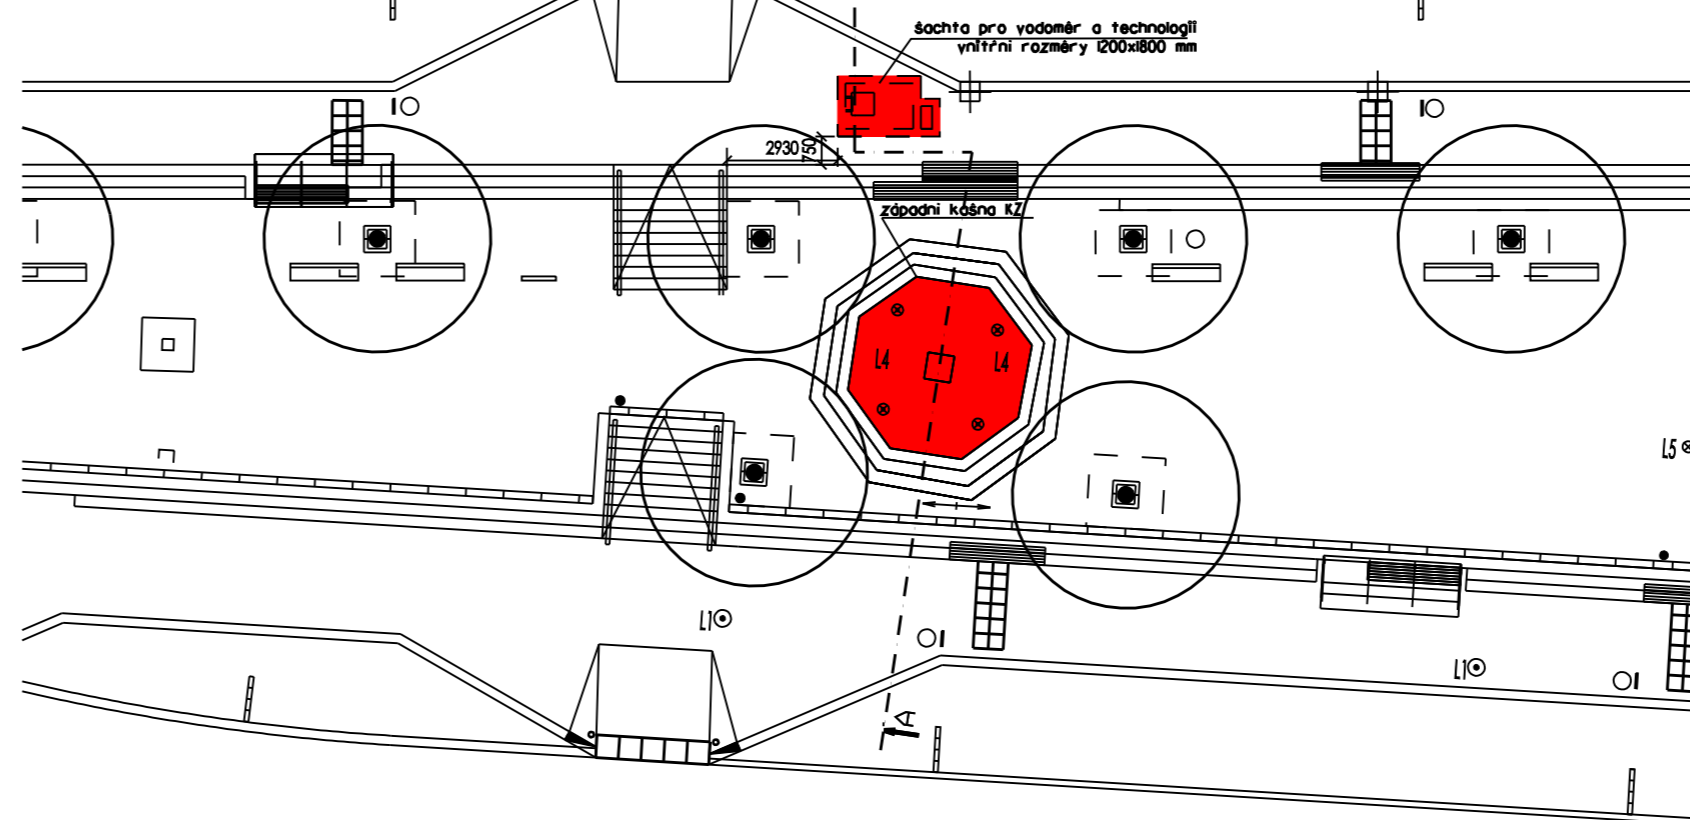 šachta pro vodoměr a technologii
vnitřní rozměry 1200x1800 mm
2930
750
západní kašna KZ
L4
L4
L5
L1
L1
A